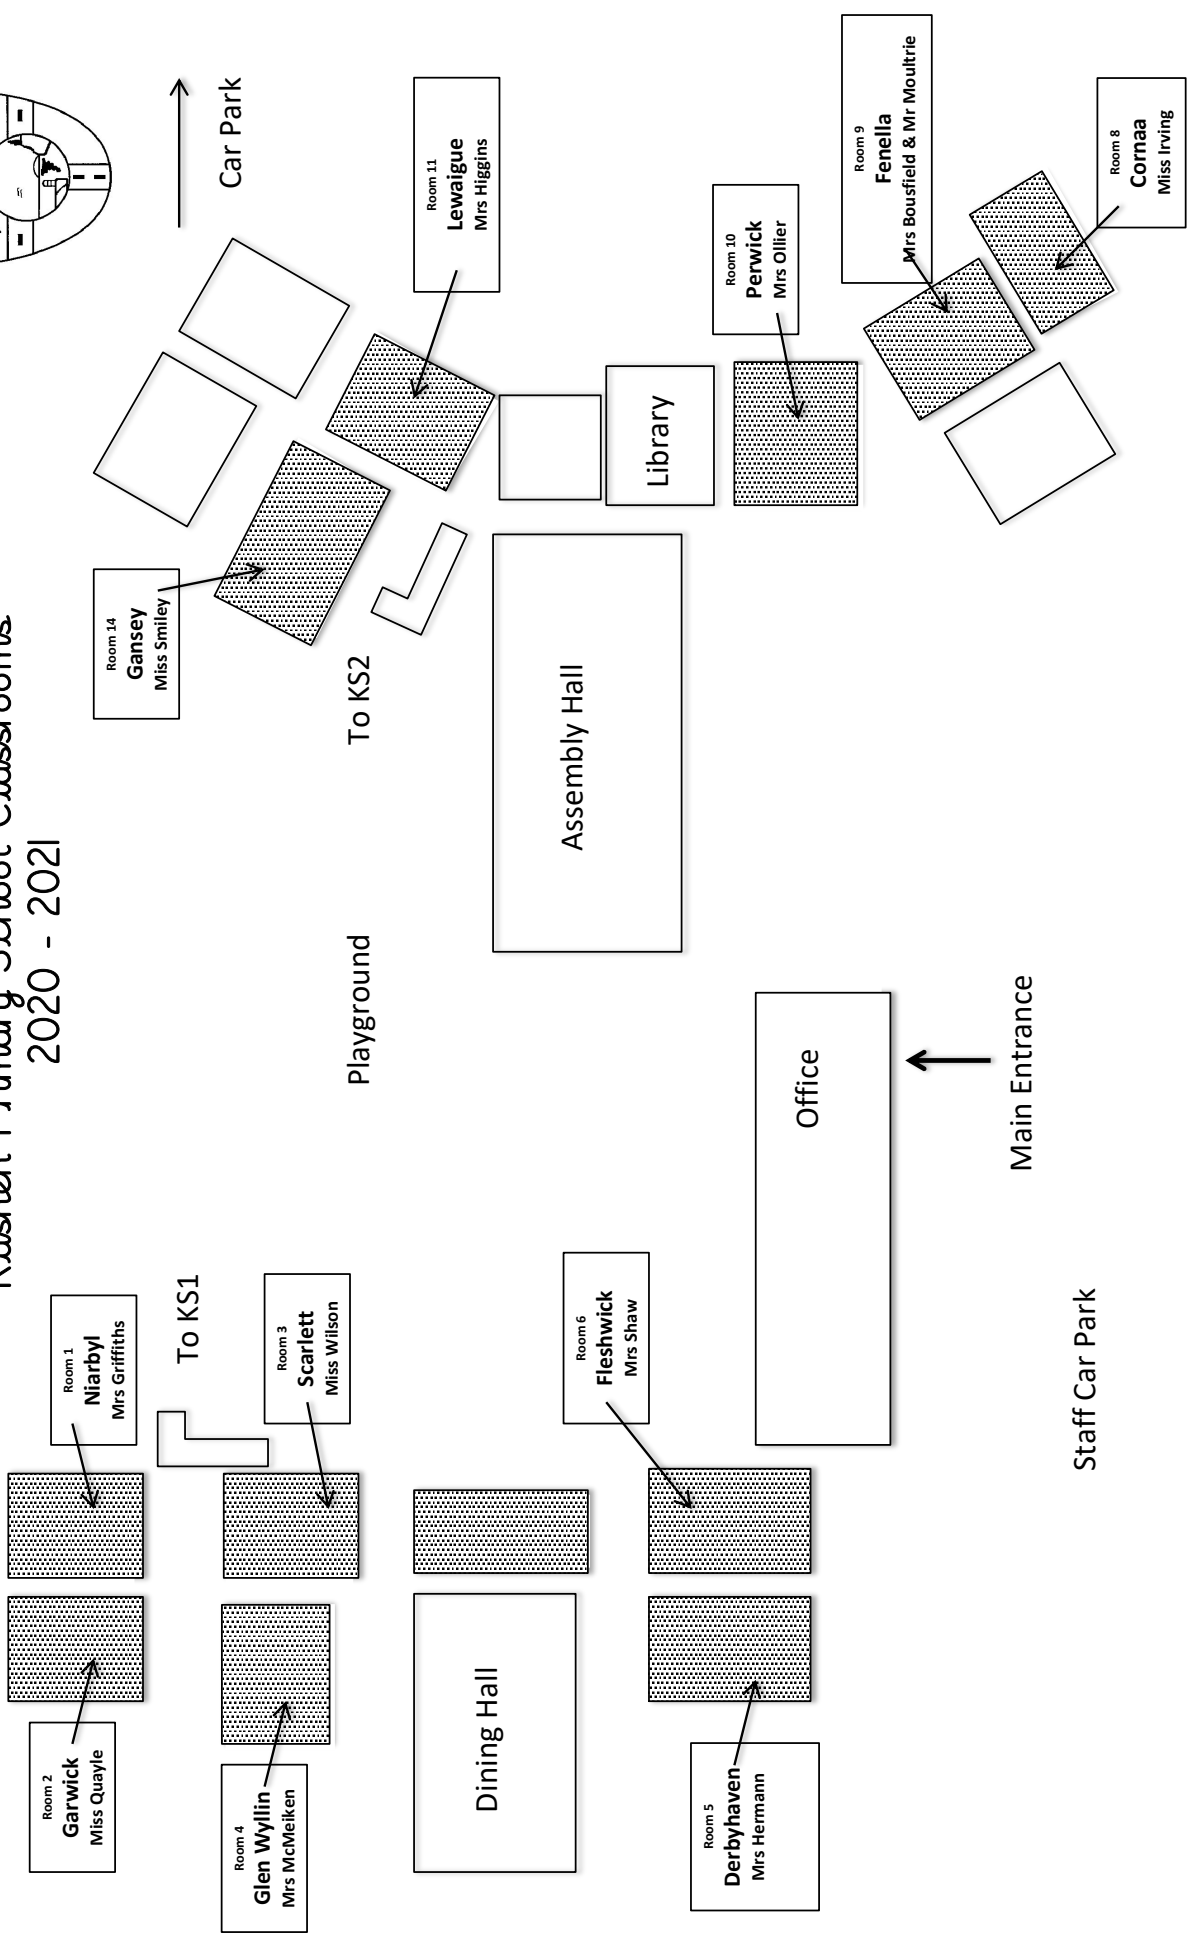 Rushen Primary School Classrooms
2020 - 2021
Room 2
Garwick
Miss Quayle
Room 1
Niarbyl
Mrs Griffiths
To KS1
Room 14
Gansey
Miss Smiley
Car Park
Room 4
Glen Wyllin
Mrs McMeiken
Room 3
Scarlett
Miss Wilson
Playground
To KS2
Room 11
Lewaigue
Mrs Higgins
Dining Hall
Assembly Hall
Room 6
Fleshwick
Mrs Shaw
Library
Room 5
Derbyhaven
Mrs Hermann
Room 10
Perwick
Mrs Ollier
Office
Room 9
Fenella
Mrs Bousfield & Mr Moultrie
Main Entrance
Staff Car Park
Room 8
Cornaa
Miss Irving